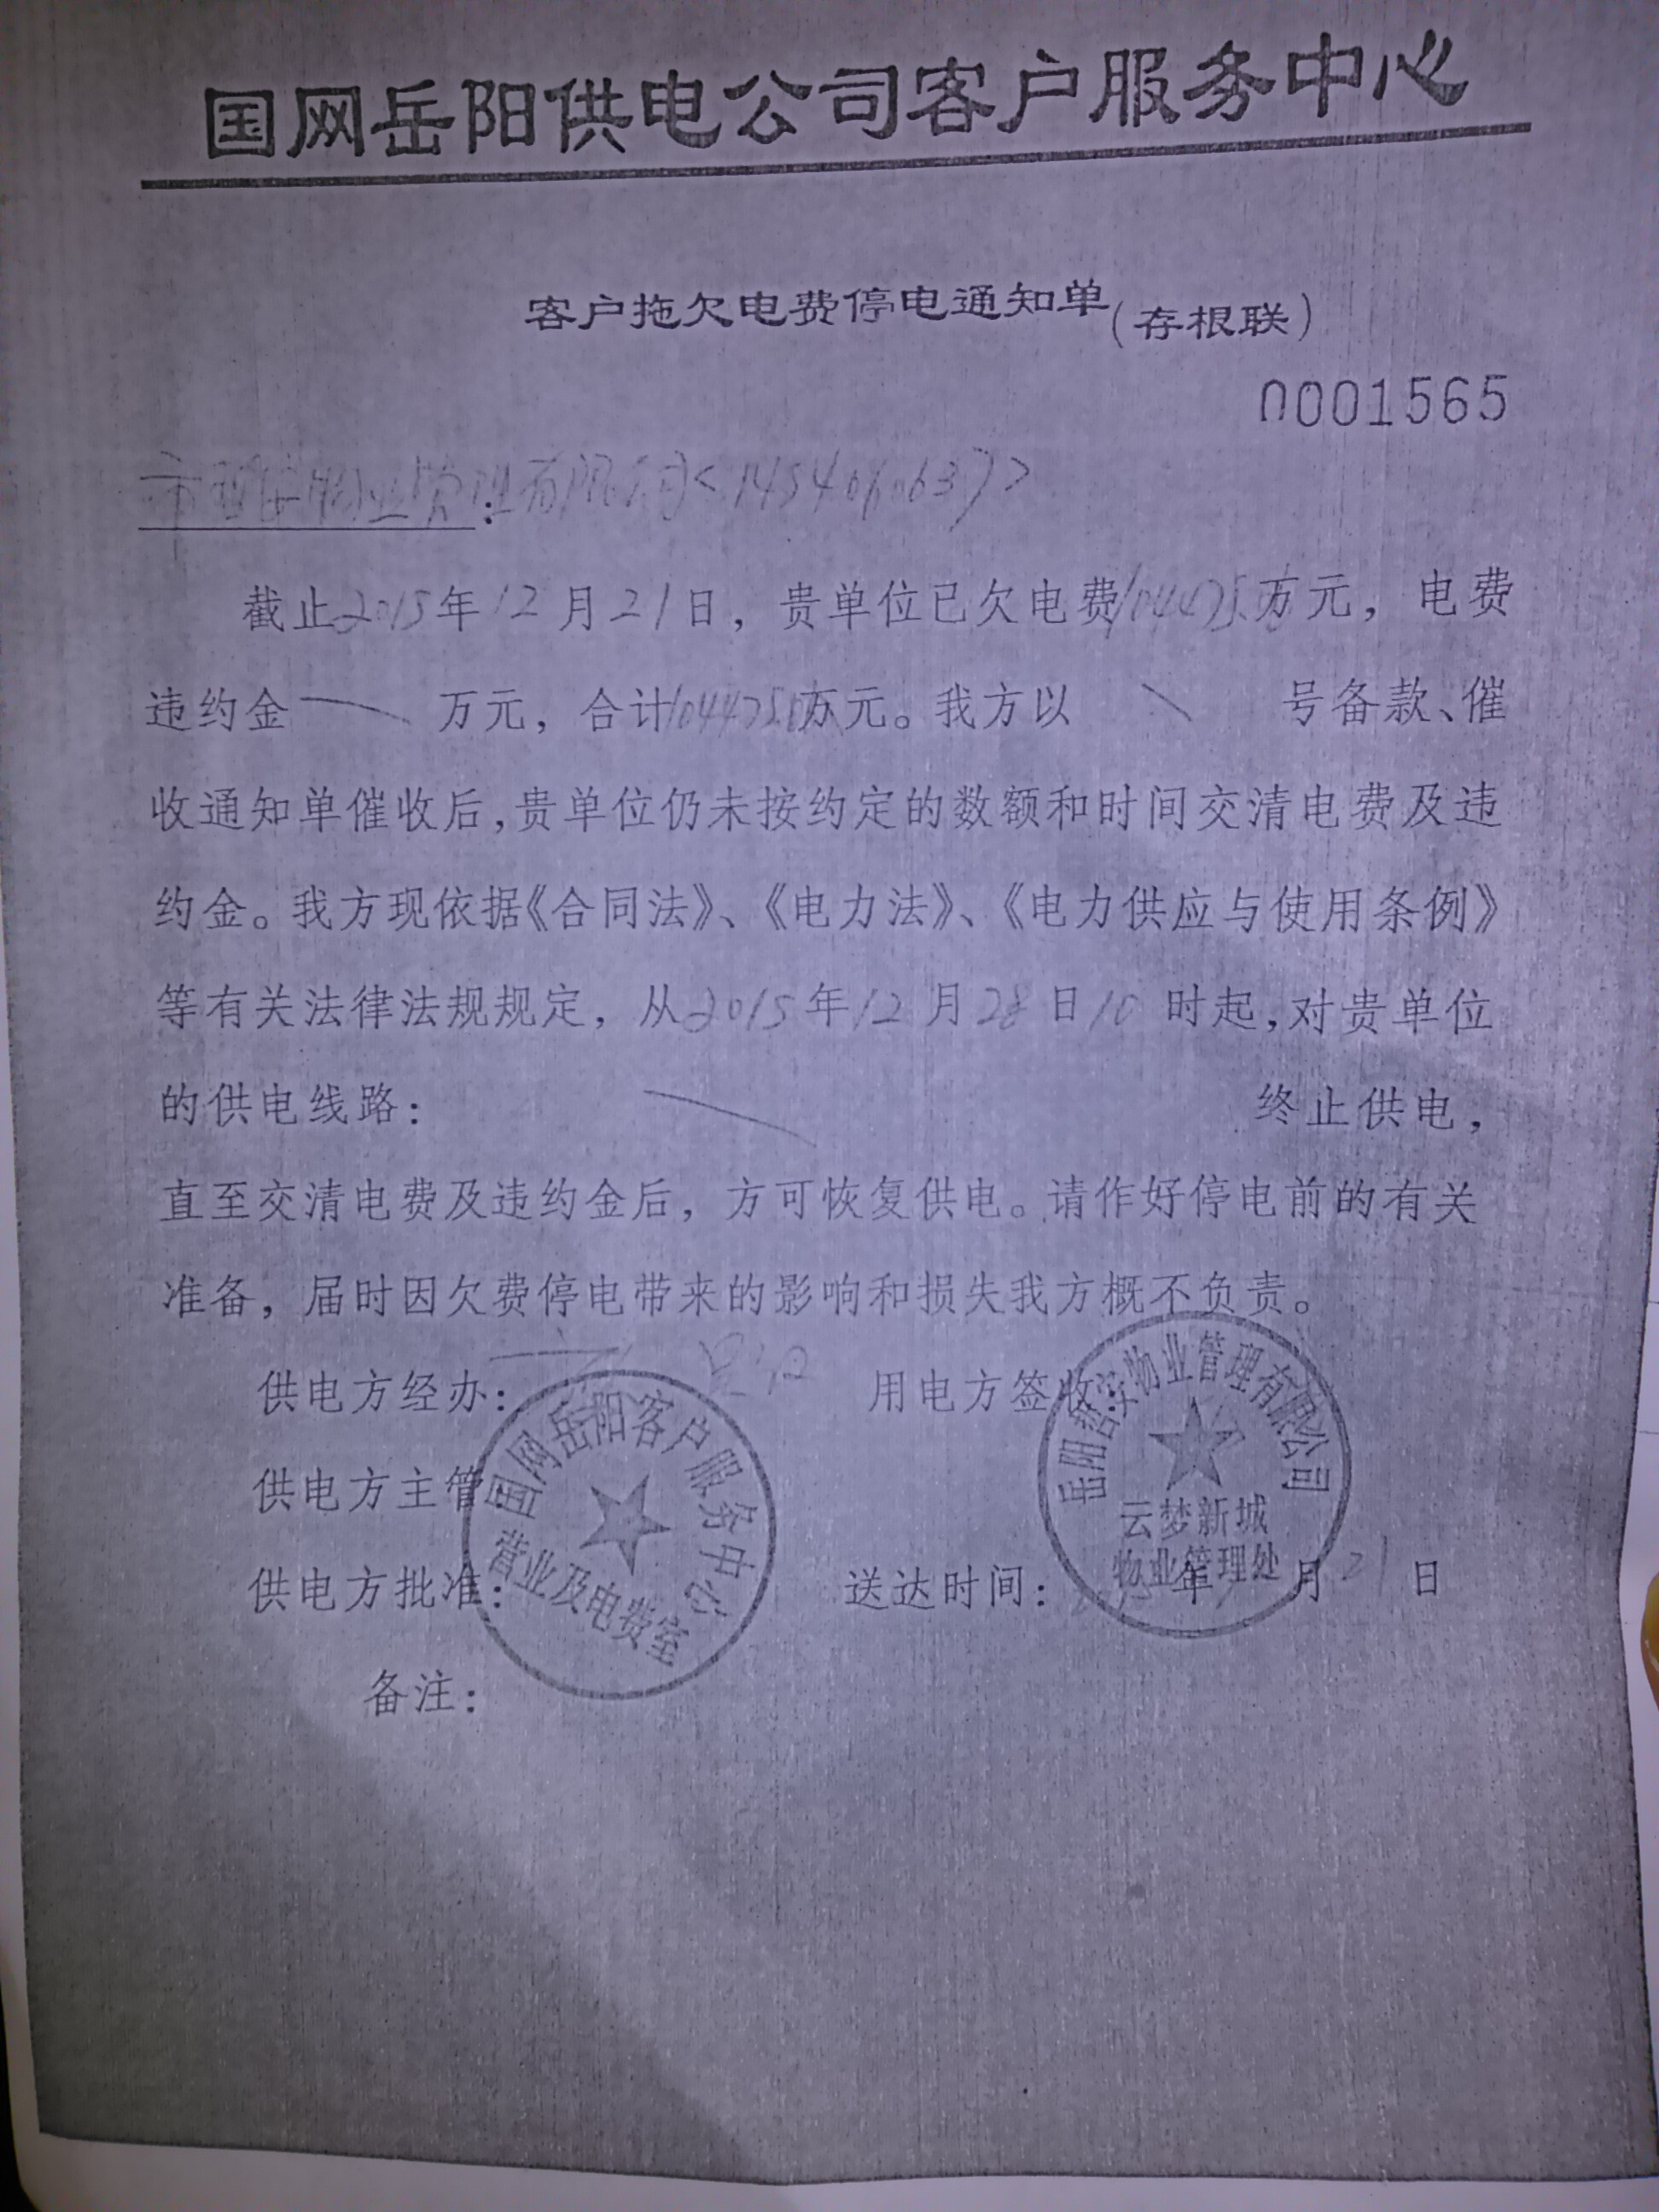 国网岳阳供电公司客户服务中心
客户拖欠电费停电通知单(存根联)
0001565
物业管理有限公司
截止2015年12月21日，贵单位已欠电费 万元，电费
违约金 万元，合计 万元。我方以 号备款、催
收通知单催收后，贵单位仍未按约定的数额和时间交清电费及违
约金。我方现依据《合同法》、《电力法》、《电力供应与使用条例》
等有关法律法规规定，从2015年12月28日10时起，对贵单位
的供电线路： 终止供电，
直至交清电费及违约金后，方可恢复供电。请作好停电前的有关
准备，届时因欠费停电带来的影响和损失我方概不负责。
供电方经办： 用电方签收：
供电方主管
供电方批准： 送达时间： 年 月21日
备注：
国网岳阳客户服务中心
营业及电费室
岳阳 物业管理有限公司
云梦新城
物业管理处